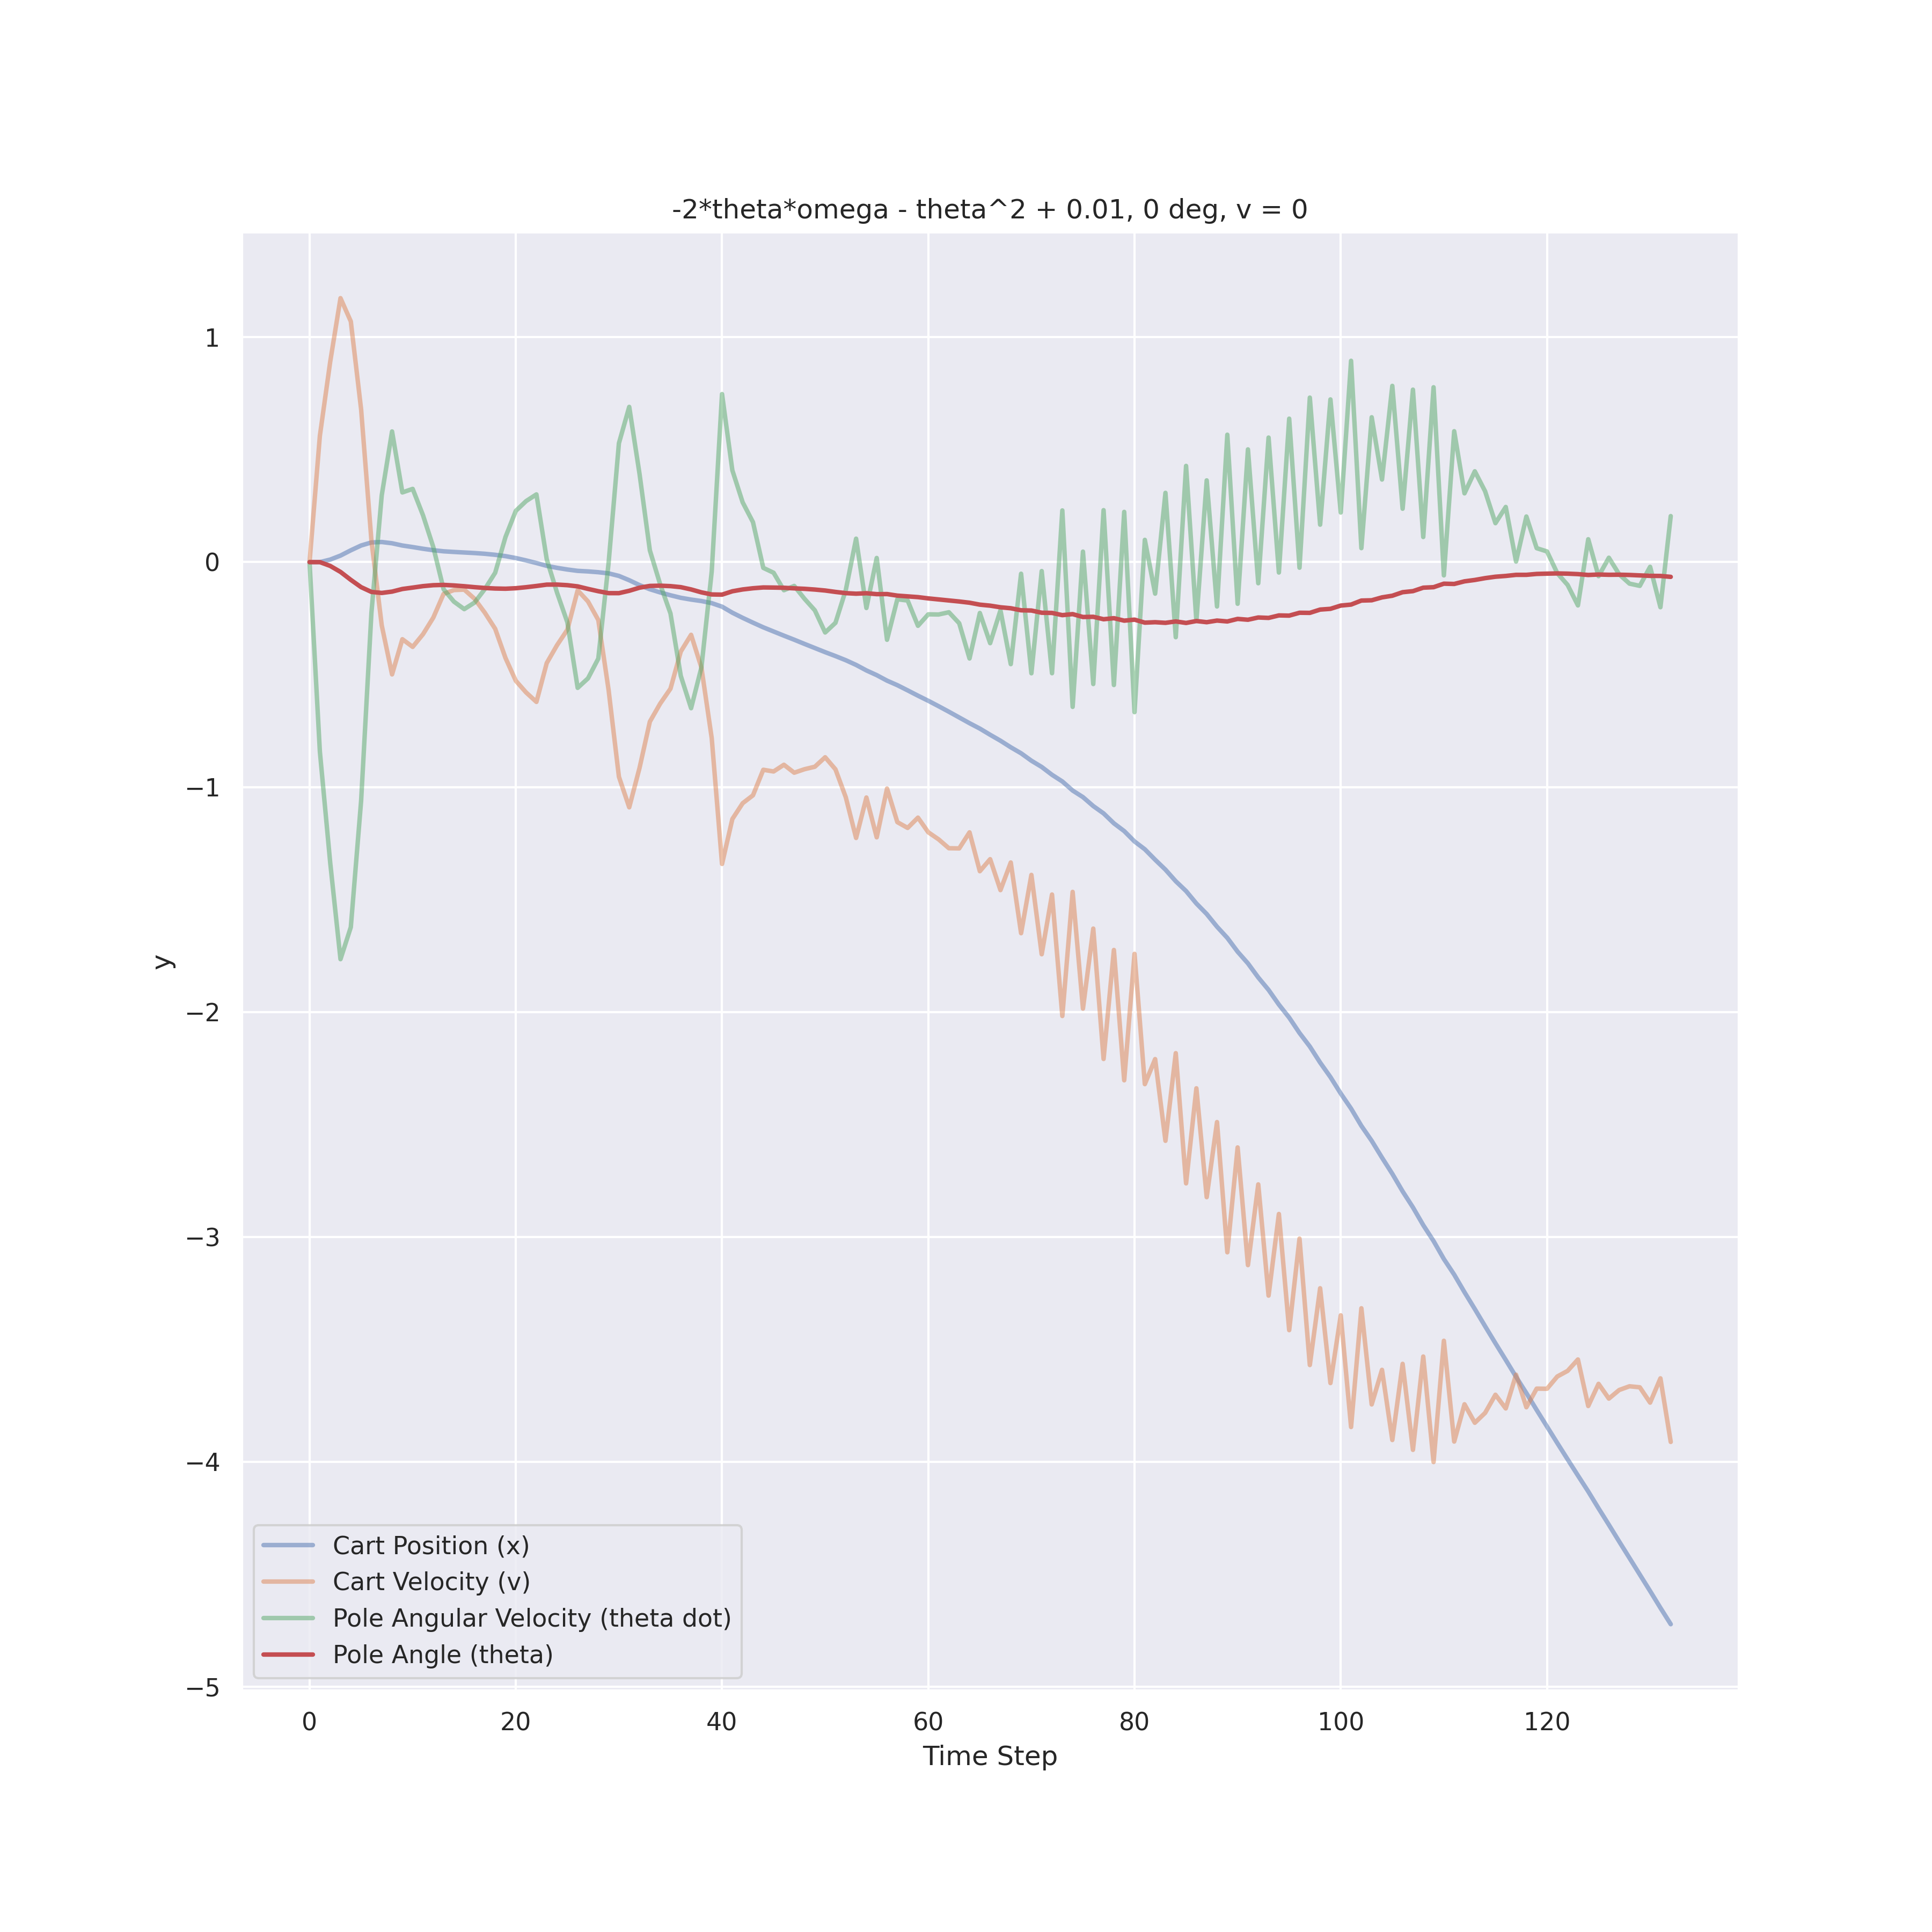 -2*theta*omega - theta^2 + 0.01, 0 deg, v = 0
1
0
−1
−2
−3
−4
−5
y
Cart Position (x)
Cart Velocity (v)
Pole Angular Velocity (theta dot)
Pole Angle (theta)
0 20 40 60 80 100 120
Time Step